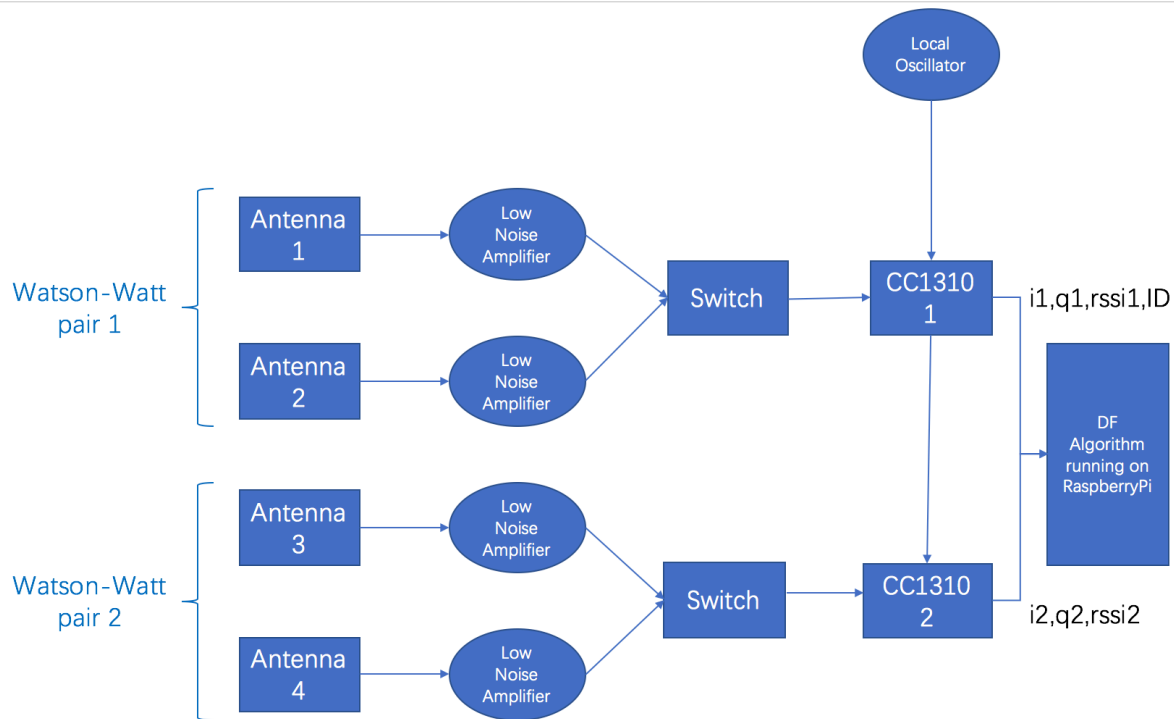 Local
Oscillator
Watson-Watt
pair 1
Antenna
1
Low
Noise
Amplifier
Antenna
2
Low
Noise
Amplifier
Switch
CC1310
1
i1,q1,rssi1,ID
DF
Algorithm
running on
RaspberryPi
Watson-Watt
pair 2
Antenna
3
Low
Noise
Amplifier
Antenna
4
Low
Noise
Amplifier
Switch
CC1310
2
i2,q2,rssi2